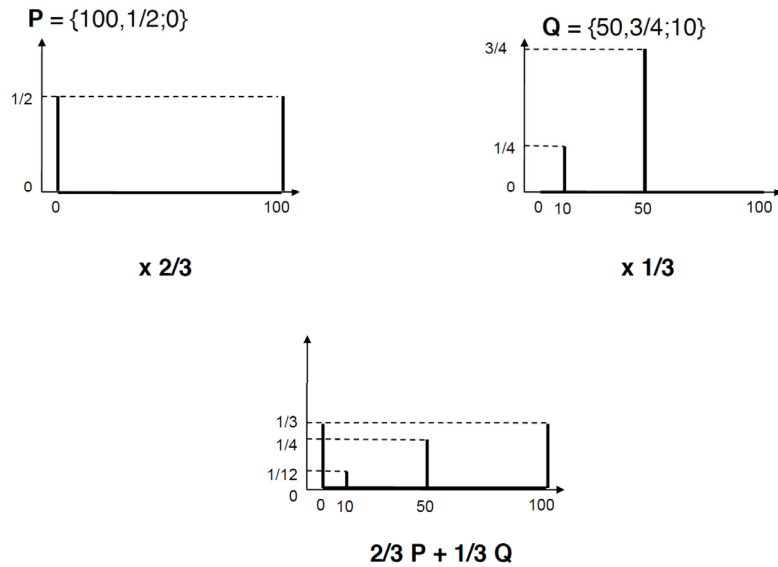 P = {100,1/2;0}
1/2
0
0
100
x 2/3
Q = {50,3/4;10}
3/4
1/4
0
0 10 50 100
x 1/3
1/3
1/4
1/12
0
0 10 50 100
2/3 P + 1/3 Q